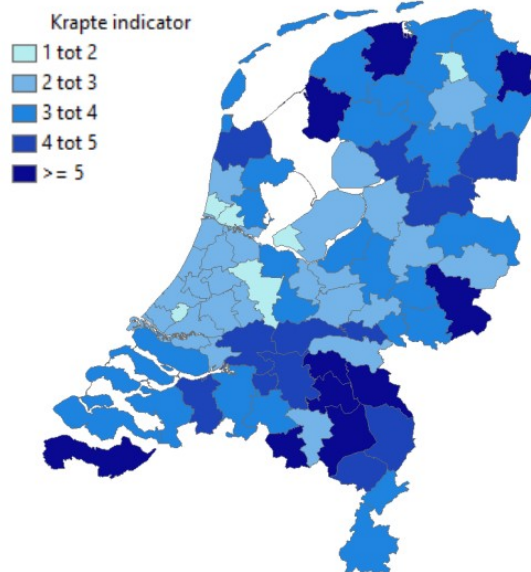 Krapte indicator
1 tot 2
2 tot 3
3 tot 4
4 tot 5
>= 5